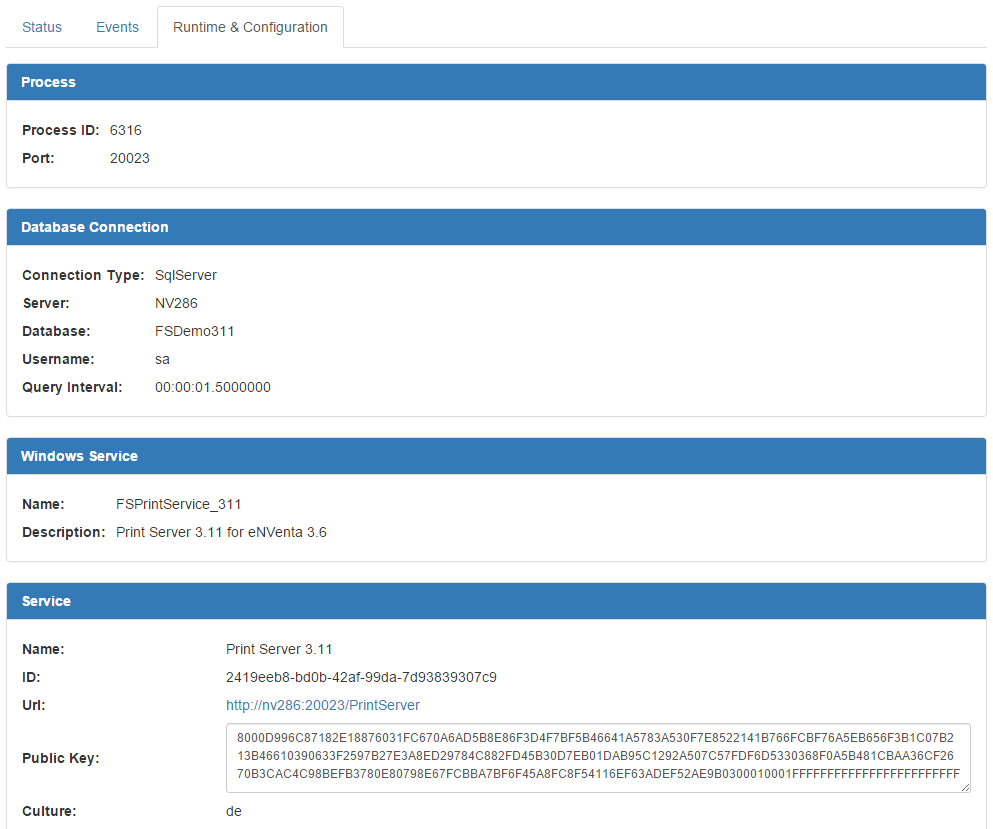 Status Events Runtime & Configuration
Process
Process ID: 6316
Port: 20023
Database Connection
Connection Type: SqlServer
Server: NV286
Database: FSDemo311
Username: sa
Query Interval: 00:00:01.5000000
Windows Service
Name: FSPrintService_311
Description: Print Server 3.11 for eNVenta 3.6
Service
Name: Print Server 3.11
ID: 2419eeb8-bd0b-42af-99da-7d93839307c9
Url: http://nv286:20023/PrintServer
Public Key:
8000D996C87182E18876031FC670A6AD5B8E86F3D4F7BF5B46641A5783A530F7E8522141B766FCBF76A5EB656F3B1C07B2
13B46610390633F2597B27E3A8ED29784C882FD45B30D7EB01DAB95C1292A507C57FDF6D5330368F0A5B481CBAA36CF26
70B3CAC4C98BEFB3780E80798E67FCBBA7BF6F45A8FC8F54116EF63ADEF52AE9B0300010001FFFFFFFFFFFFFFFFFFFFFFFF
Culture: de